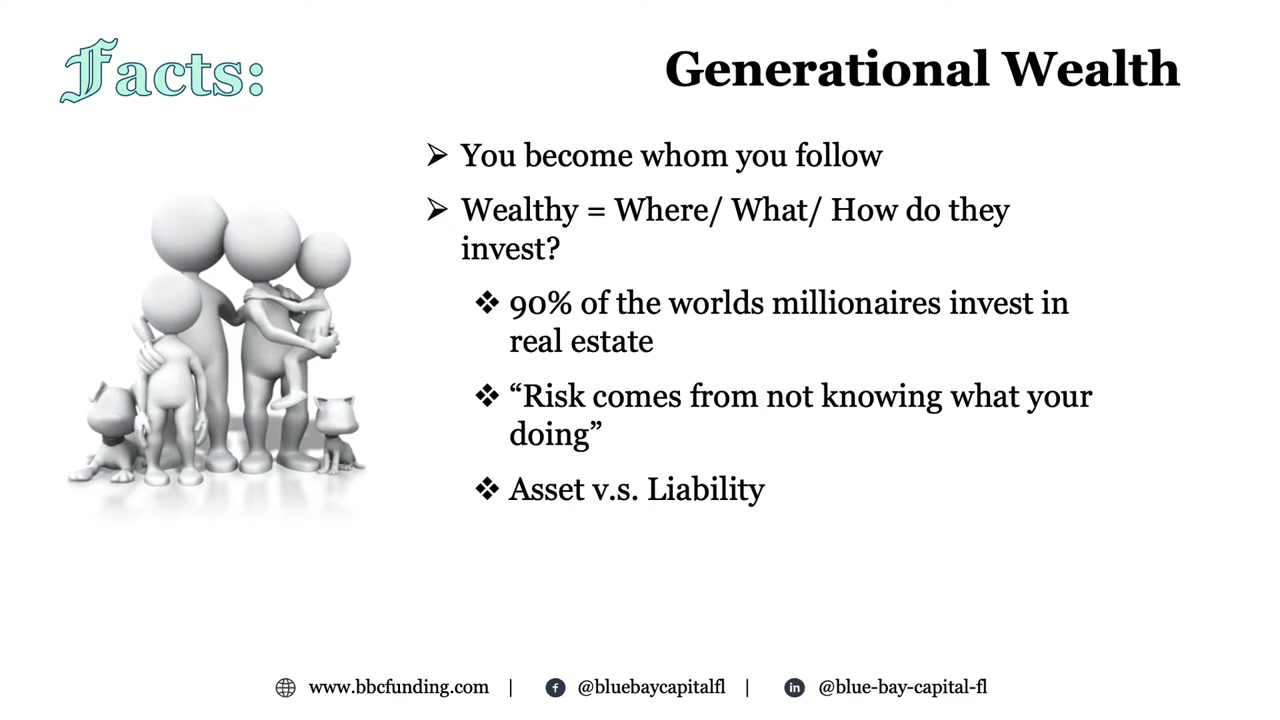 Facts:
Generational Wealth
➢ You become whom you follow
➢ Wealthy = Where/ What/ How do they
invest?
❖ 90% of the worlds millionaires invest in
real estate
❖ “Risk comes from not knowing what your
doing”
❖ Asset v.s. Liability
www.bbcfunding.com | @bluebaycapitalfl | @blue-bay-capital-fl